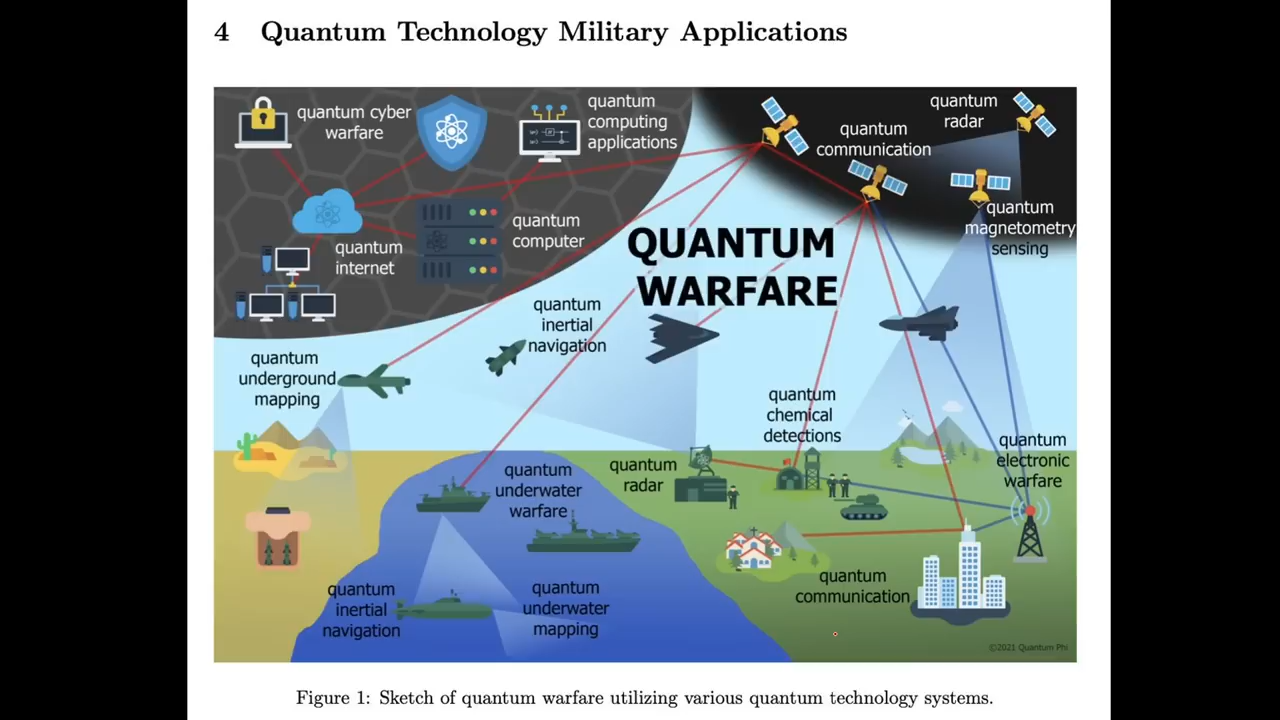 4 Quantum Technology Military Applications
quantum cyber
warfare
quantum
computing
applications
quantum
internet
quantum
computer
quantum
communication
quantum
radar
quantum
magnetometry
sensing
QUANTUM
WARFARE
quantum
inertial
navigation
quantum
underground
mapping
quantum
chemical
detections
quantum
electronic
warfare
quantum
radar
quantum
underwater
warfare
quantum
inertial
navigation
quantum
underwater
mapping
quantum
communication
©2021 Quantum Phi
Figure 1: Sketch of quantum warfare utilizing various quantum technology systems.